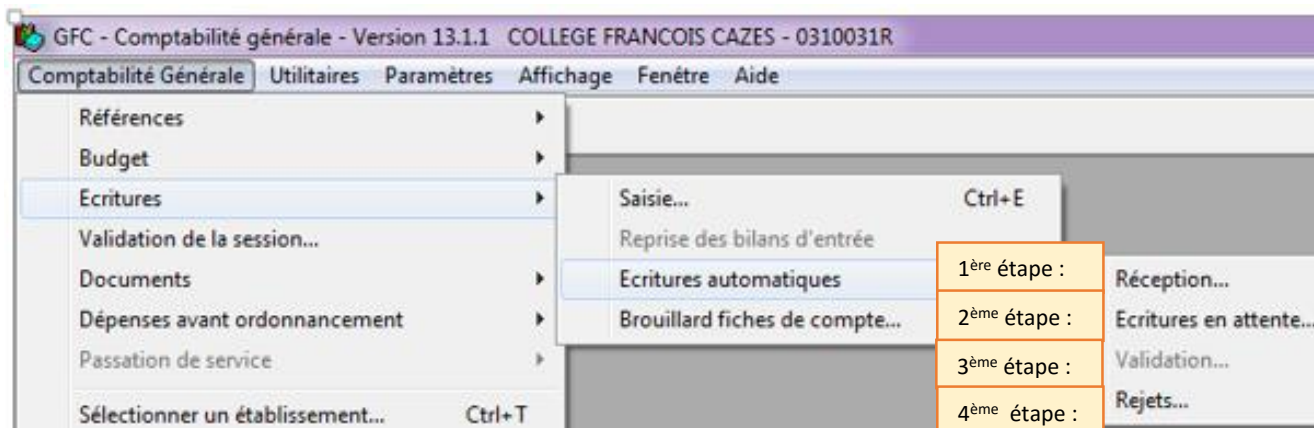 GFC - Comptabilité générale - Version 13.1.1 COLLEGE FRANCOIS CAZES - 0310031R
Comptabilité Générale Utilitaires Paramètres Affichage Fenêtre Aide
Références
Budget
Ecritures
Validation de la session...
Documents
Dépenses avant ordonnancement
Passation de service
Sélectionner un établissement... Ctrl+T
Saisie... Ctrl+E
Reprise des bilans d'entrée
Ecritures automatiques
Brouillard fiches de compte...
1ère étape : Réception...
2ème étape : Ecritures en attente...
3ème étape : Validation...
4ème étape : Rejets...